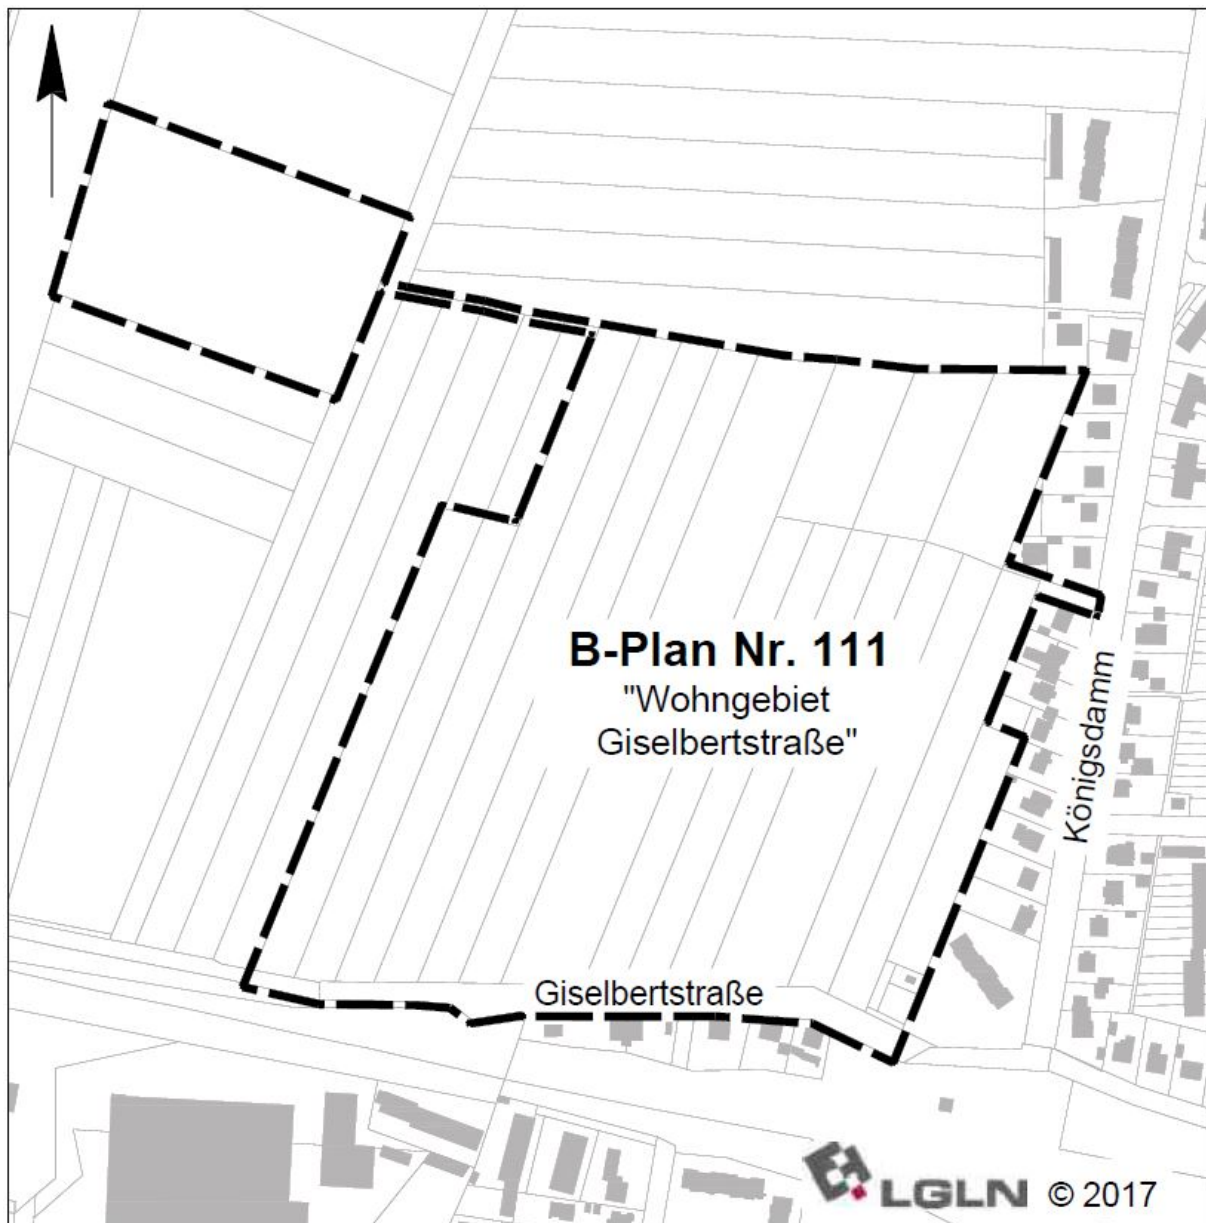 B-Plan Nr. 111
"Wohngebiet
Giselbertstraße"
Königsdamm
Giselbertstraße
LGLN © 2017